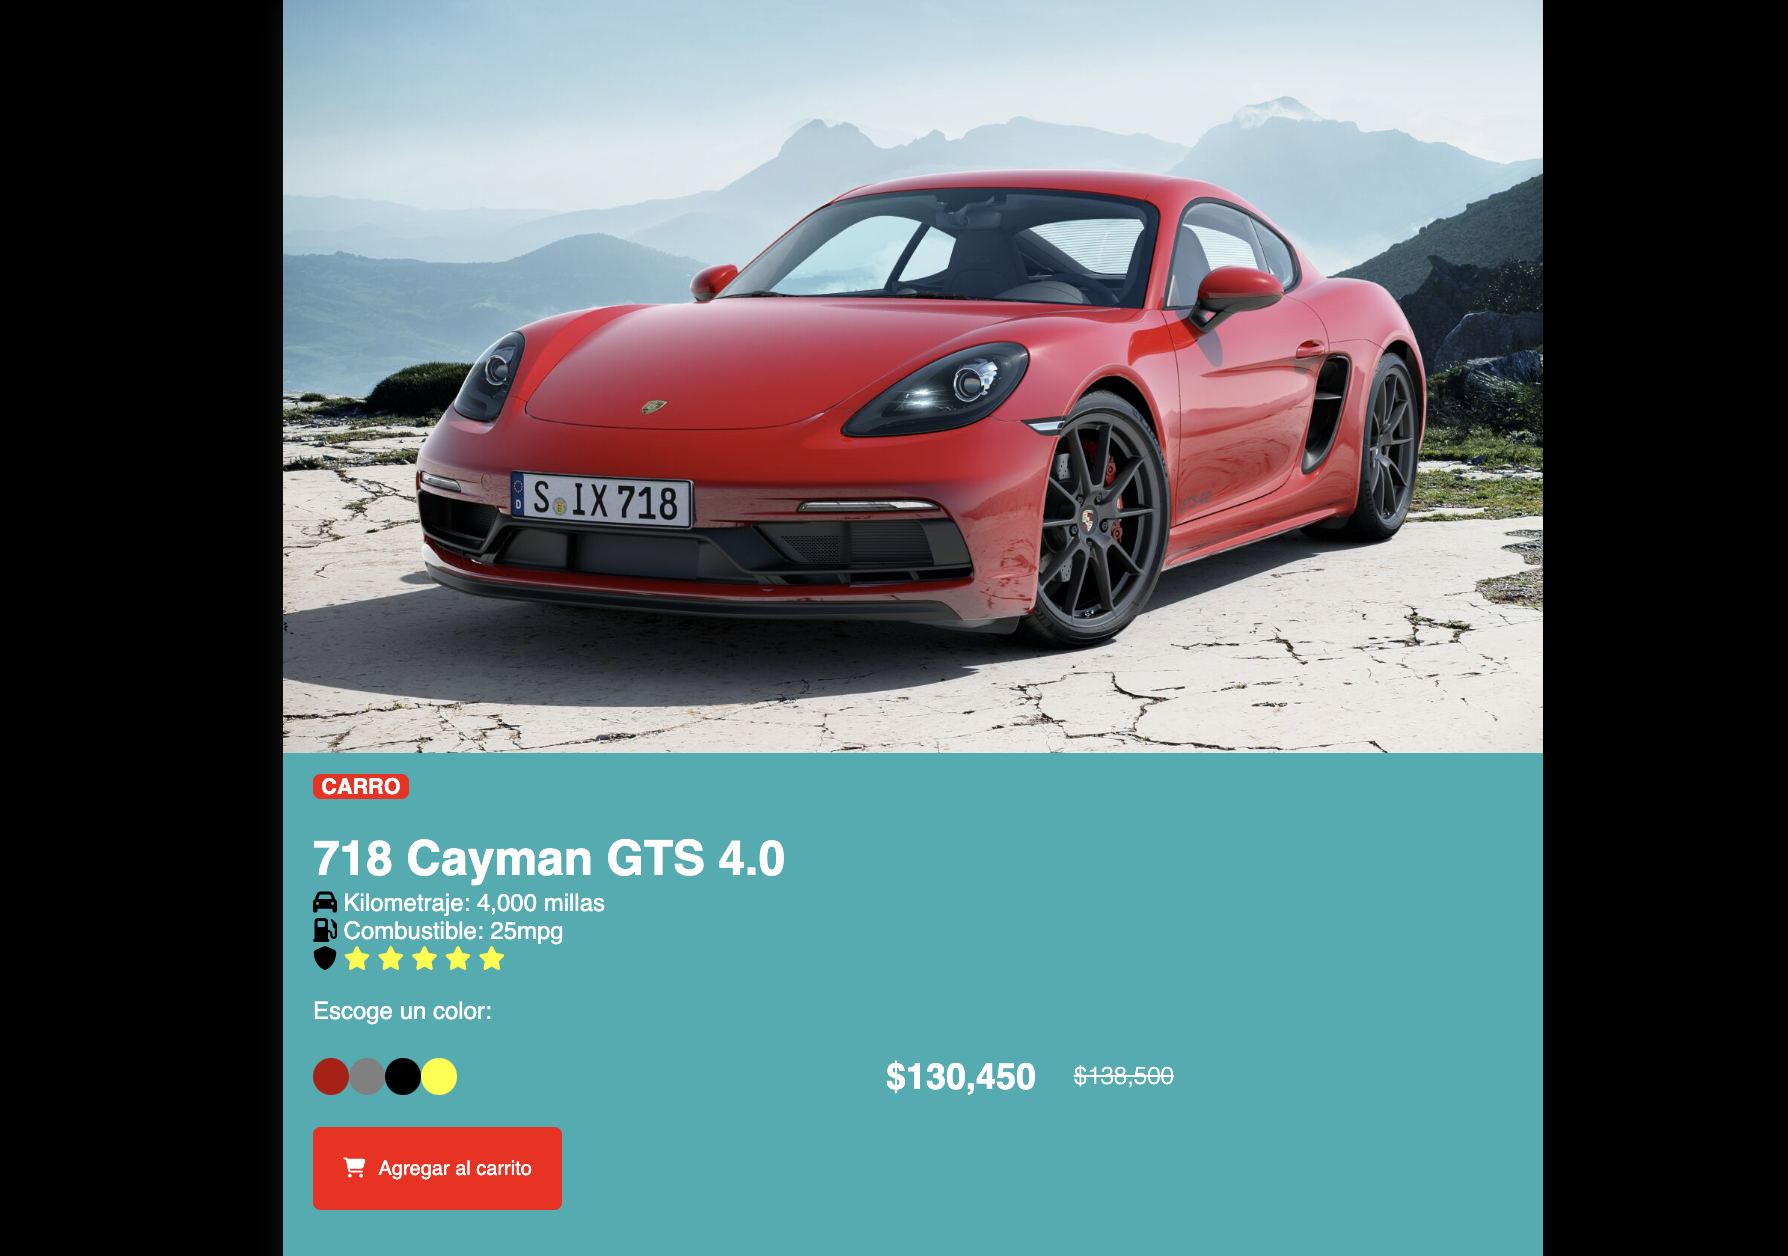 S IX 718
D
CARRO
718 Cayman GTS 4.0
Kilometraje: 4,000 millas
Combustible: 25mpg
Escoge un color:
$130,450 $138,500
Agregar al carrito